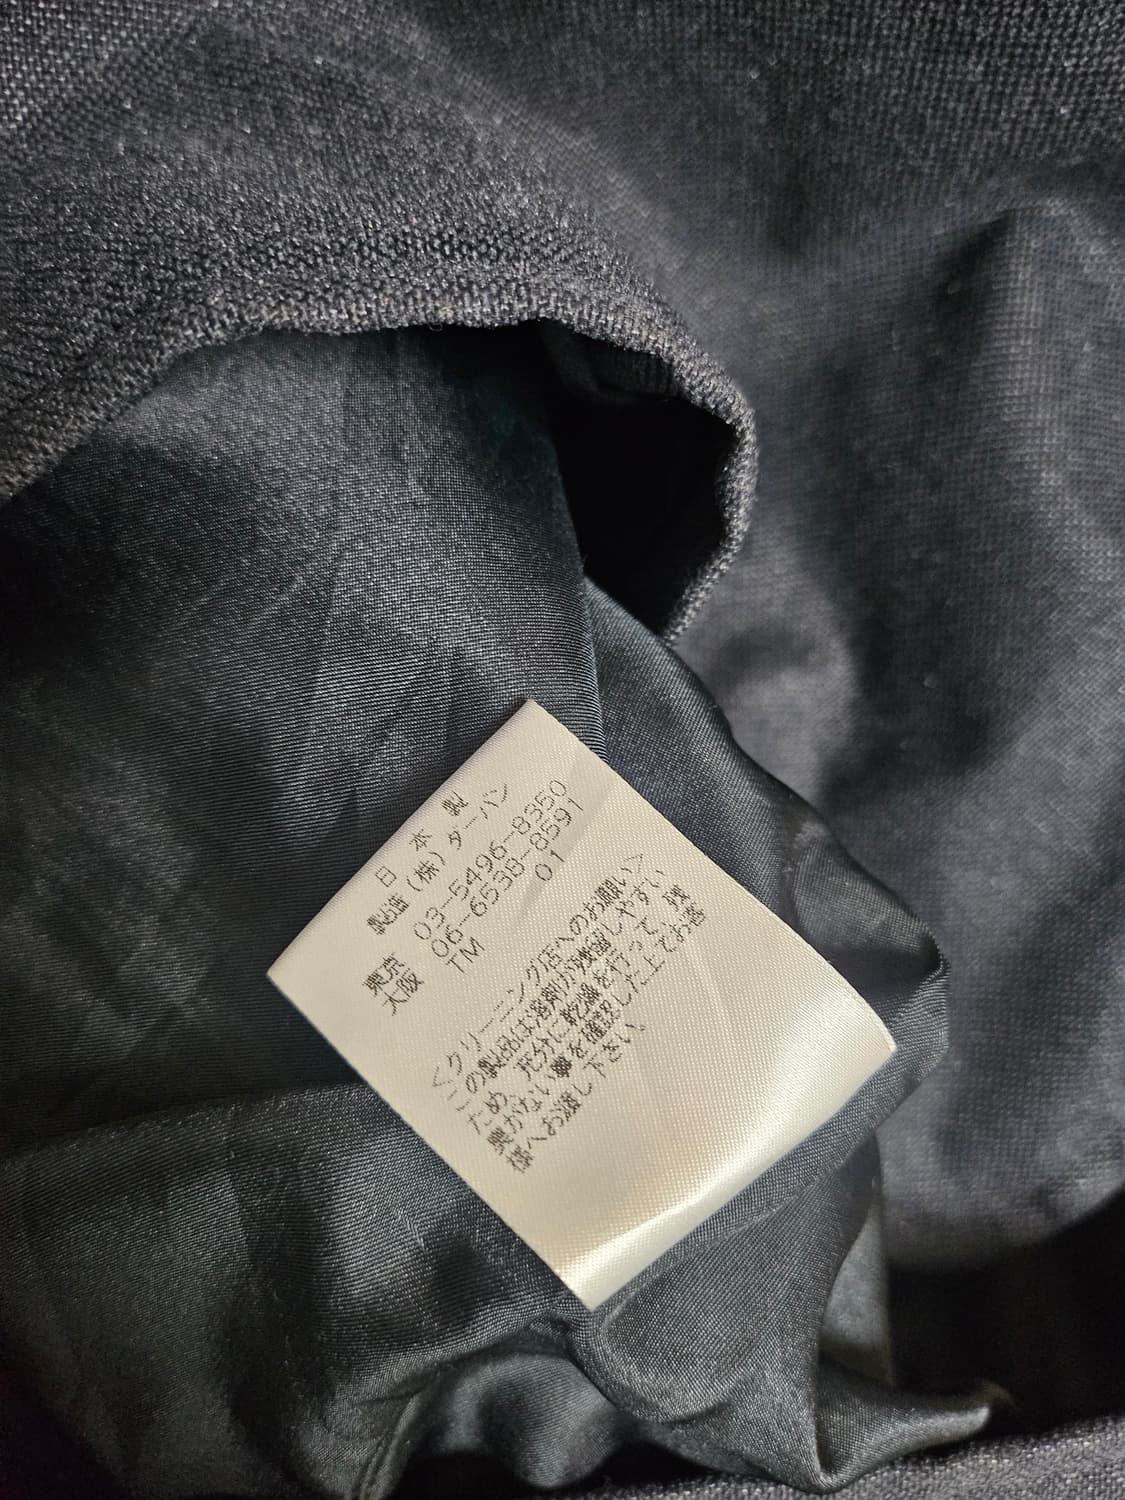 日本製
製造(株)ダーバン
東京 03-5496-8350
大阪 06-6538-8591
TM 01
<クリーニング店へのお願い>
この製品は溶剤が残留しやすい
ため、充分に乾燥を行って、残
臭がない事を確認した上でお客
様へお渡し下さい。